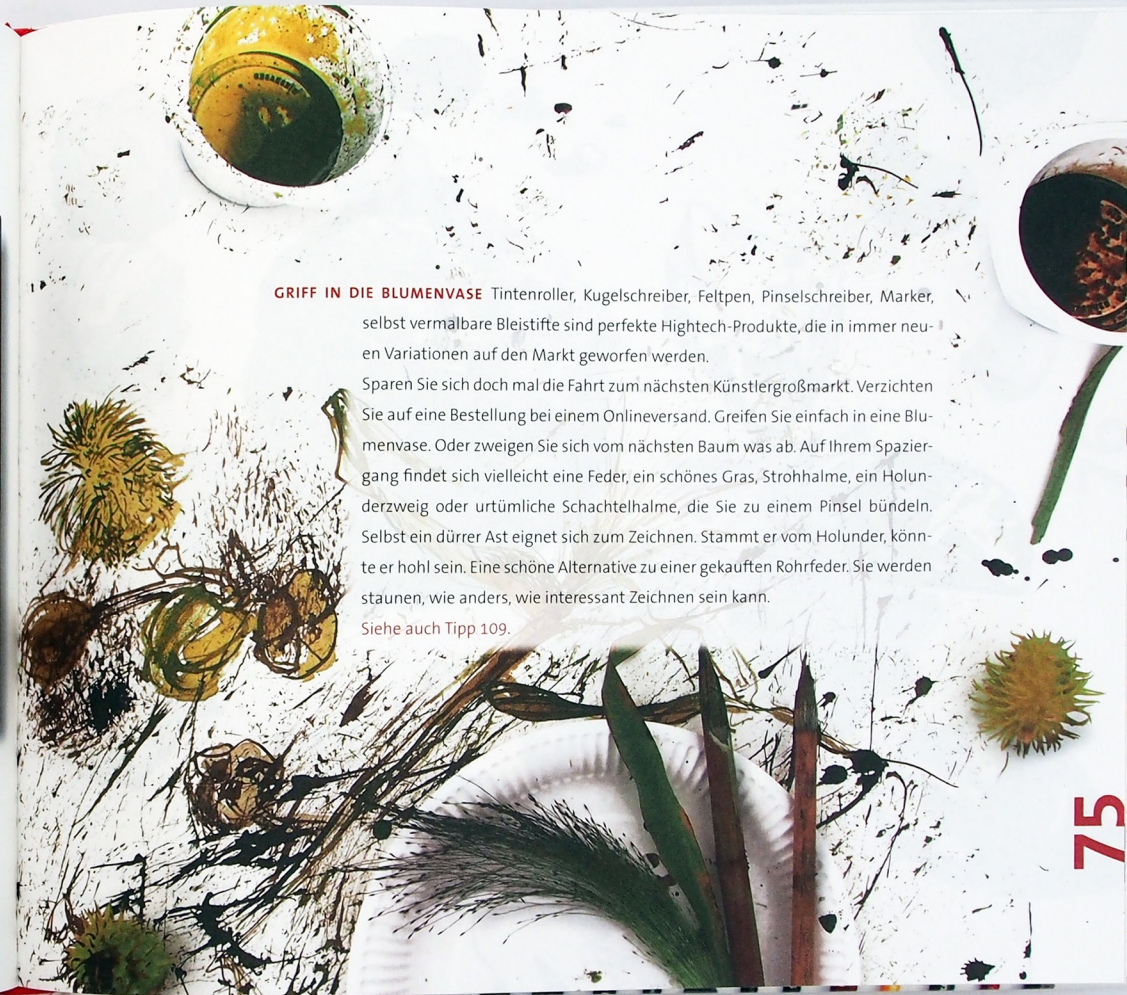 GRIFF IN DIE BLUMENVASE Tintenroller, Kugelschreiber, Feltpen, Pinselschreiber, Marker,
selbst vermalbare Bleistifte sind perfekte Hightech-Produkte, die in immer neu-
en Variationen auf den Markt geworfen werden.
Sparen Sie sich doch mal die Fahrt zum nächsten Künstlergroßmarkt. Verzichten
Sie auf eine Bestellung bei einem Onlineversand. Greifen Sie einfach in eine Blu-
menvase. Oder zweigen Sie sich vom nächsten Baum was ab. Auf Ihrem Spazier-
gang findet sich vielleicht eine Feder, ein schönes Gras, Strohhalme, ein Holun-
derzweig oder urtümliche Schachtelhalme, die Sie zu einem Pinsel bündeln.
Selbst ein dürrer Ast eignet sich zum Zeichnen. Stammt er vom Holunder, könn-
te er hohl sein. Eine schöne Alternative zu einer gekauften Rohrfeder. Sie werden
staunen, wie anders, wie interessant Zeichnen sein kann.
Siehe auch Tipp 109.
75